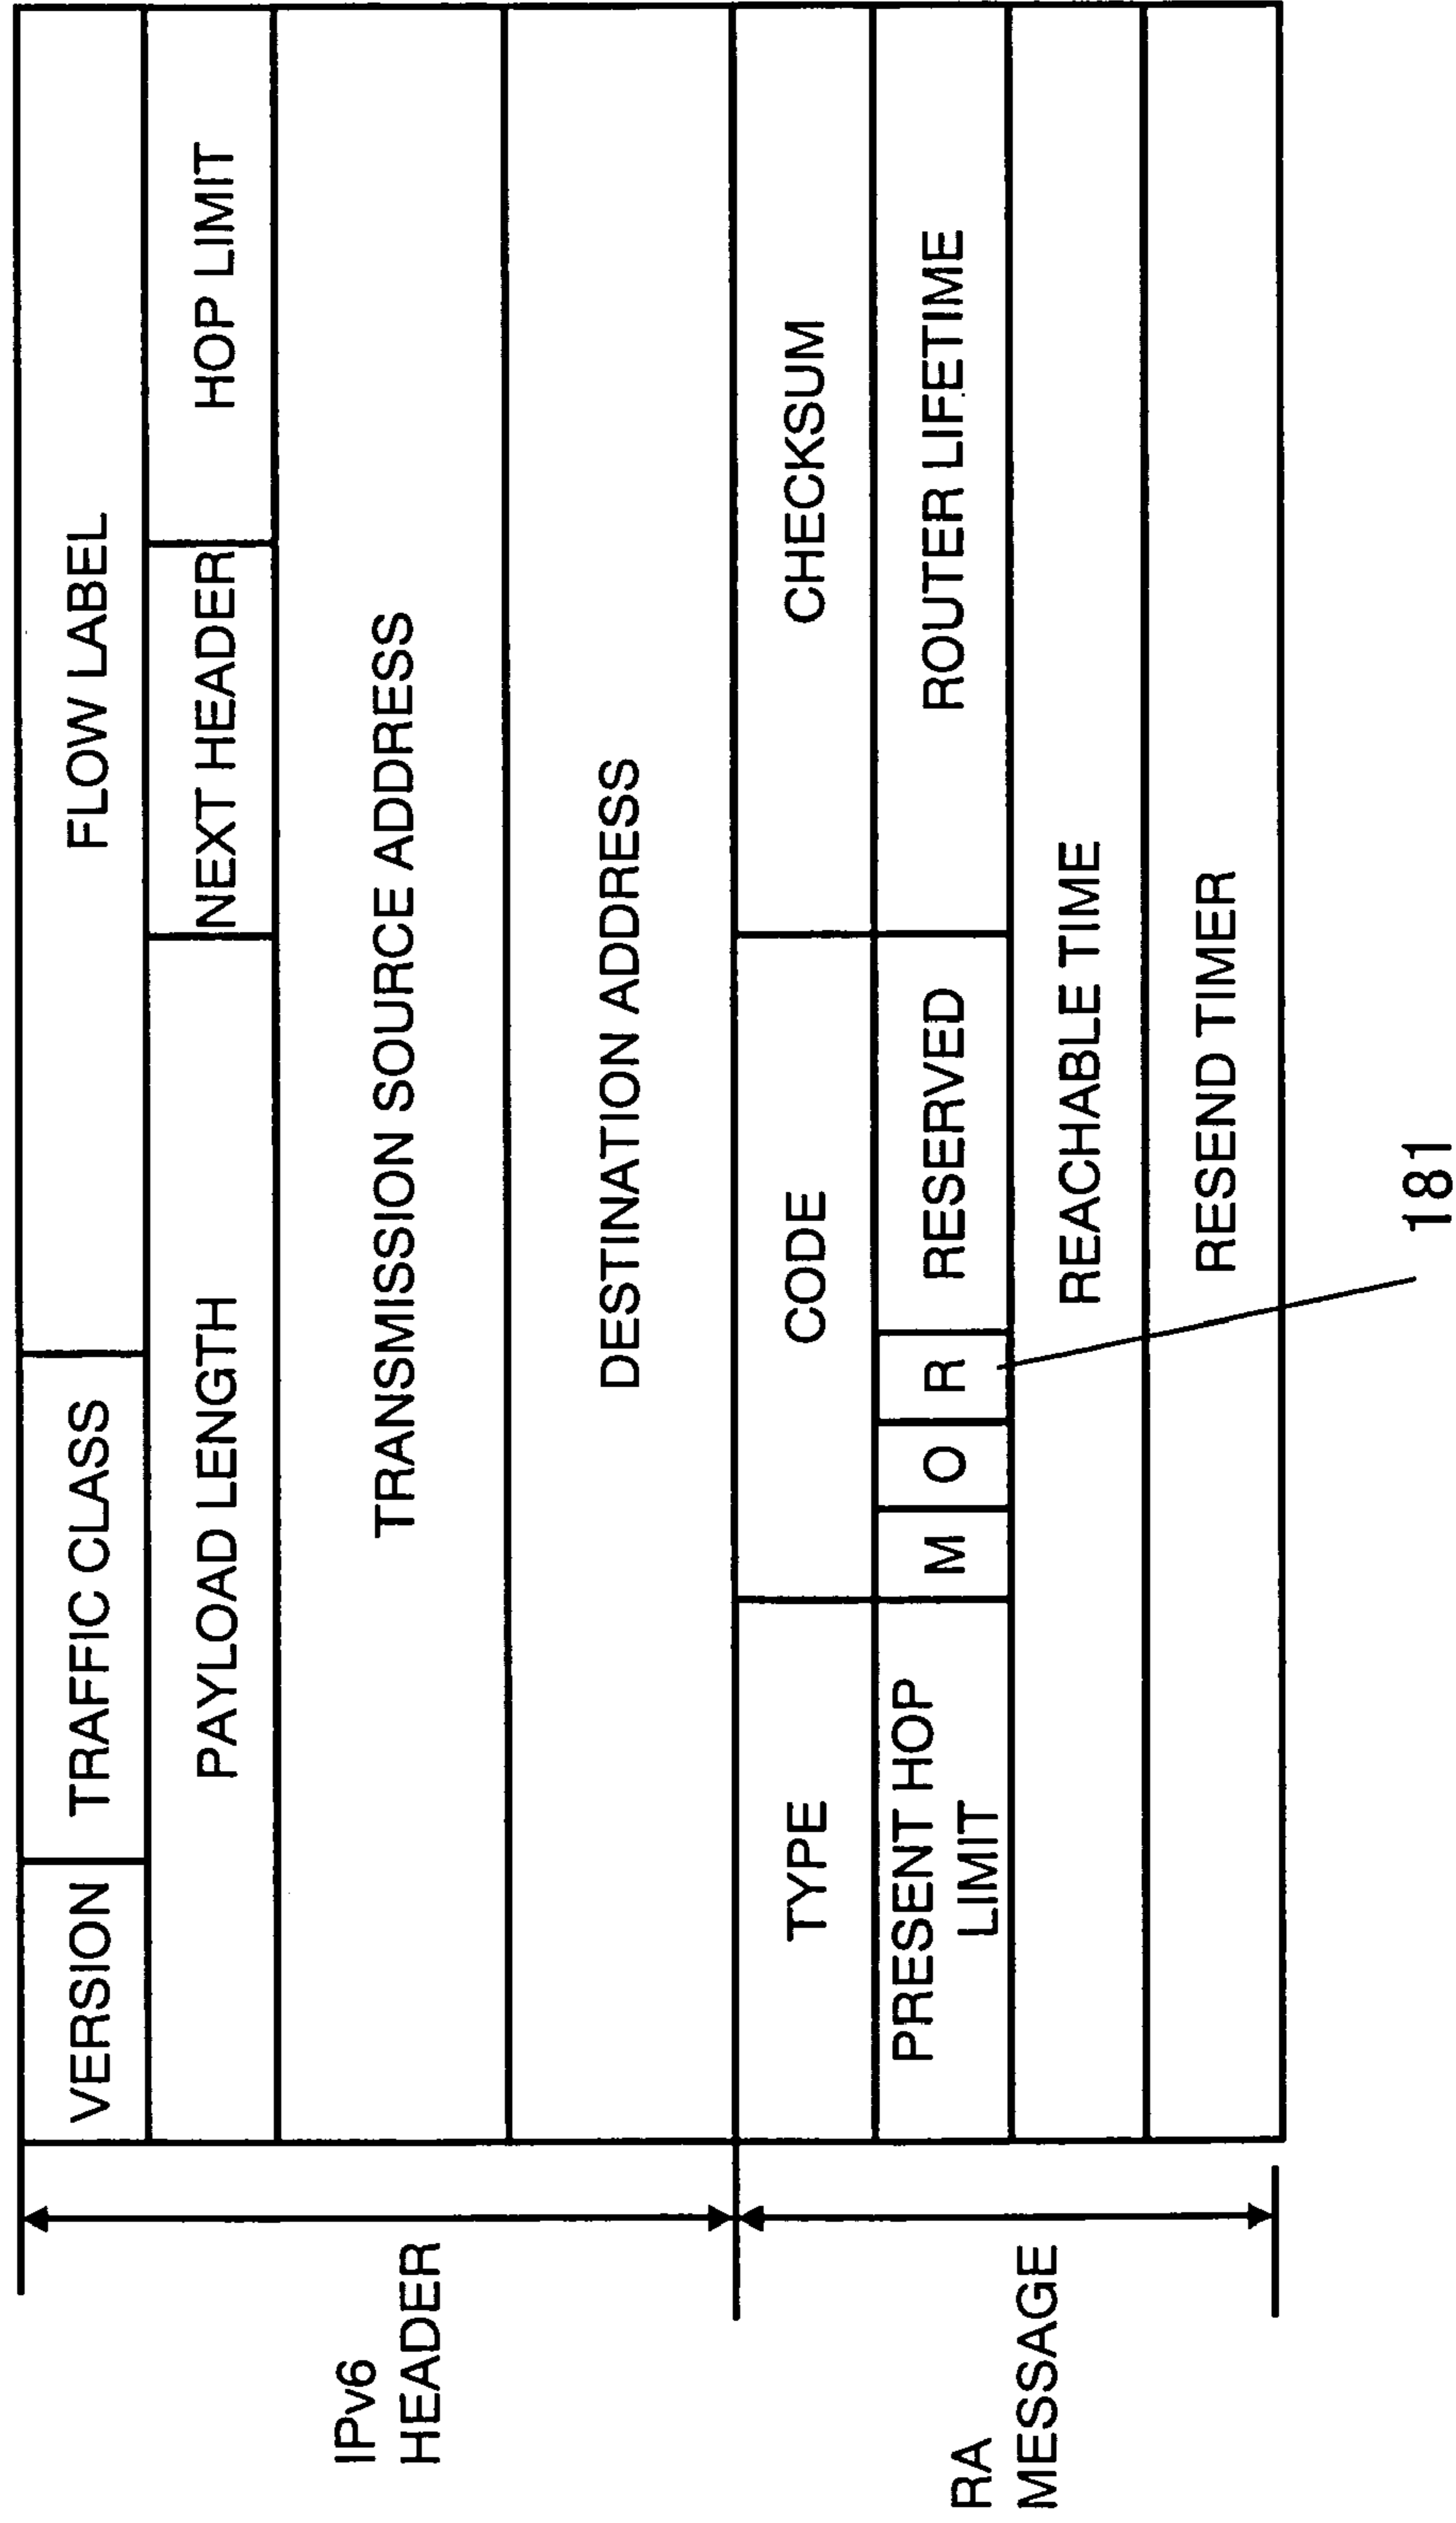 VERSION
TRAFFIC CLASS
FLOW LABEL
PAYLOAD LENGTH
NEXT HEADER
HOP LIMIT
TRANSMISSION SOURCE ADDRESS
DESTINATION ADDRESS
IPv6
HEADER
TYPE
CODE
CHECKSUM
PRESENT HOP
LIMIT
M
O
R
RESERVED
ROUTER LIFETIME
REACHABLE TIME
RESEND TIMER
RA
MESSAGE
181